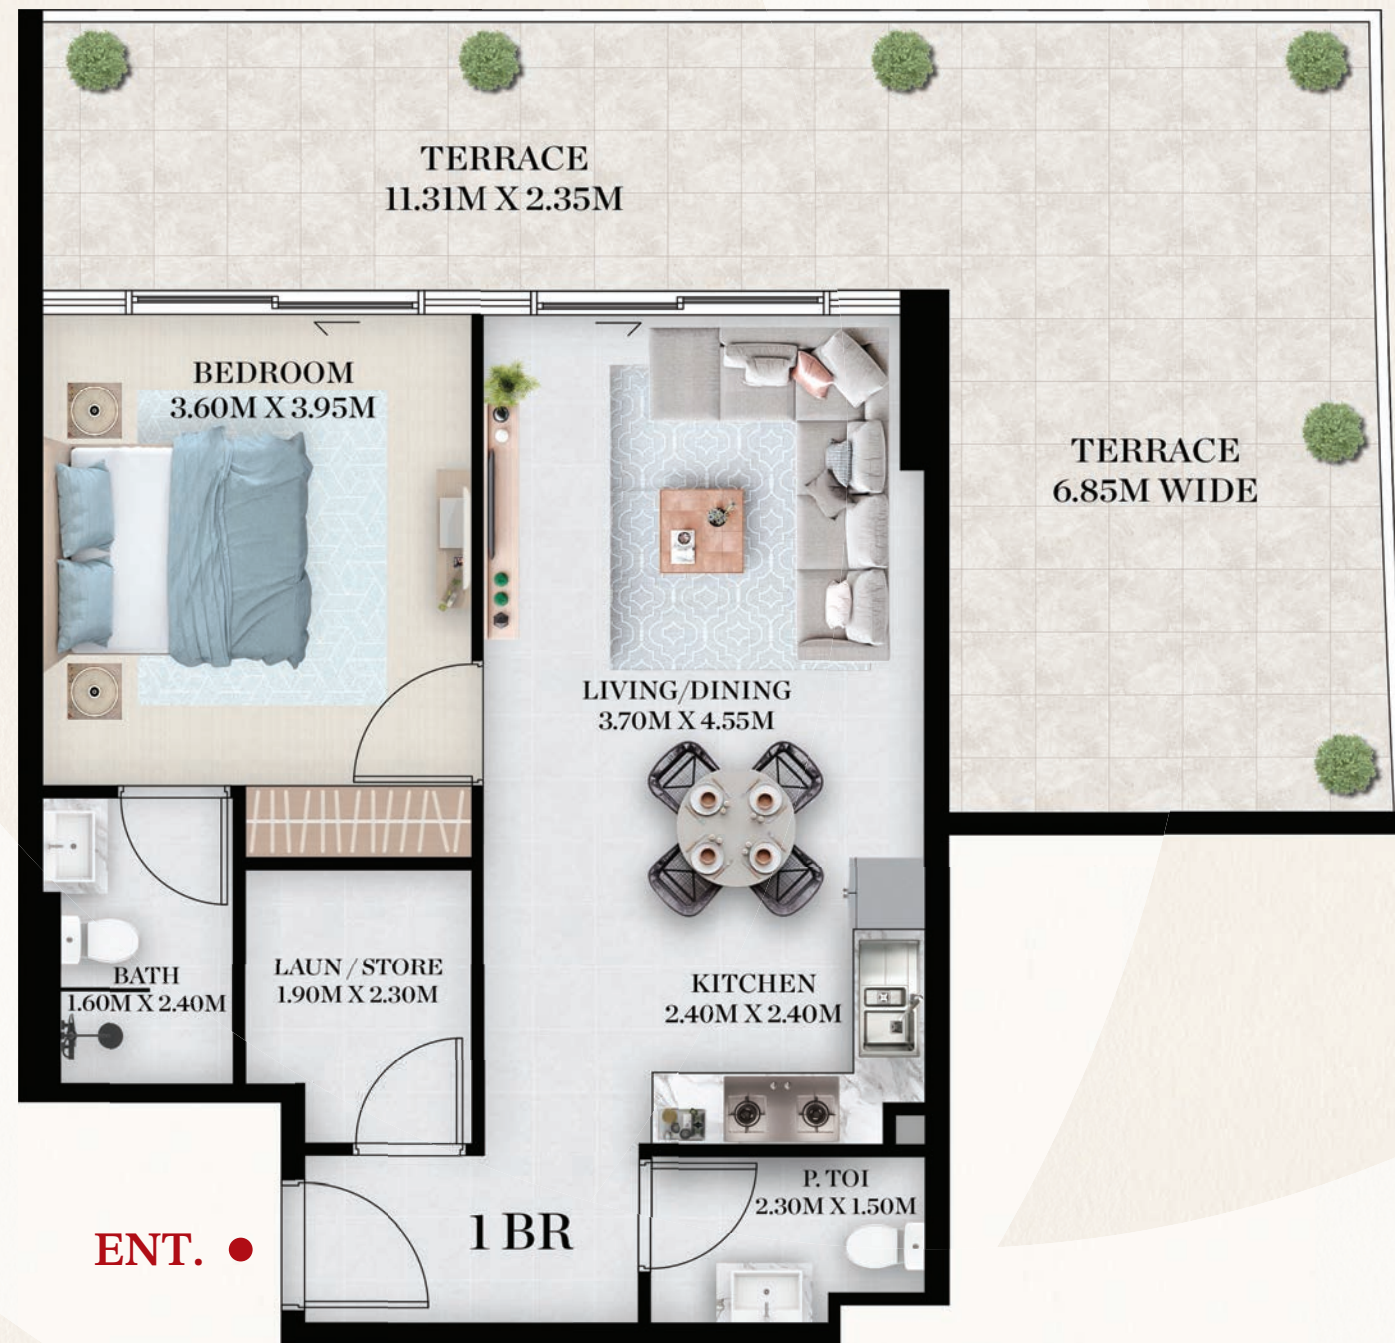 TERRACE
11.31M X 2.35M
BEDROOM
3.60M X 3.95M
TERRACE
6.85M WIDE
LIVING/DINING
3.70M X 4.55M
LAUN / STORE
1.90M X 2.30M
BATH
1.60M X 2.40M
KITCHEN
2.40M X 2.40M
P. TOI
2.30M X 1.50M
1 BR
ENT.